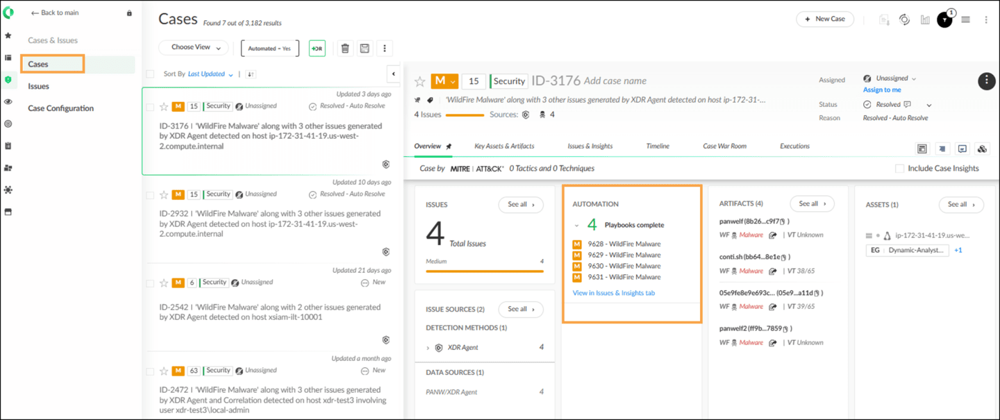 ← Back to main
Cases & Issues
Cases
Issues
Case Configuration
Cases Found 7 out of 3,182 results
+ New Case
1
Choose View
Automated = Yes
+OR
Sort By Last Updated
Updated 3 days ago
M 15 Security Unassigned Resolved - Auto Resolve
ID-3176 | 'WildFire Malware' along with 3 other issues generated
by XDR Agent detected on host ip-172-31-41-19.us-west-
2.compute.internal
Updated 10 days ago
M 15 Security Unassigned Resolved - Auto Resolve
ID-2932 | 'WildFire Malware' along with 3 other issues generated
by XDR Agent detected on host ip-172-31-41-19.us-west-
2.compute.internal
Updated 21 days ago
M 6 Security Unassigned New
ID-2542 | 'WildFire Malware' along with 2 other issues generated
by XDR Agent detected on host xsiam-ilt-10001
Updated a month ago
M 63 Security Unassigned New
ID-2472 | 'WildFire Malware' along with 3 other issues generated
by XDR Agent and Correlation detected on host xdr-test3 involving
user xdr-test3\local-admin
M 15 Security ID-3176 Add case name
'WildFire Malware' along with 3 other issues generated by XDR Agent detected on host ip-172-31-...
4 Issues Sources: 4
Assigned Unassigned
Assign to me
Status Resolved
Reason Resolved - Auto Resolve
Overview Key Assets & Artifacts Issues & Insights Timeline Case War Room Executions
Case by MITRE | ATT&CK® 0 Tactics and 0 Techniques
Include Case Insights
ISSUES See all ›
4 Total Issues
Medium 4
ISSUE SOURCES (2) See all ›
DETECTION METHODS (1)
XDR Agent 4
DATA SOURCES (1)
PANW/XDR Agent 4
AUTOMATION
4 Playbooks complete
M 9628 - WildFire Malware
M 9629 - WildFire Malware
M 9630 - WildFire Malware
M 9631 - WildFire Malware
View in Issues & Insights tab
ARTIFACTS (4) See all ›
panwelf (8b26...c9f7 )
WF Malware | VT Unknown
conti.sh (bb64...8e1e )
WF Malware | VT 38/65
05e9fe8e9e693c... (05e9...a11d )
WF Malware | VT 39/65
panwelf2 (ff9b...7859 )
WF Malware | VT Unknown
ASSETS (1) See all ›
ip-172-31-41-19.us-we...
EG Dynamic-Analyst... +1